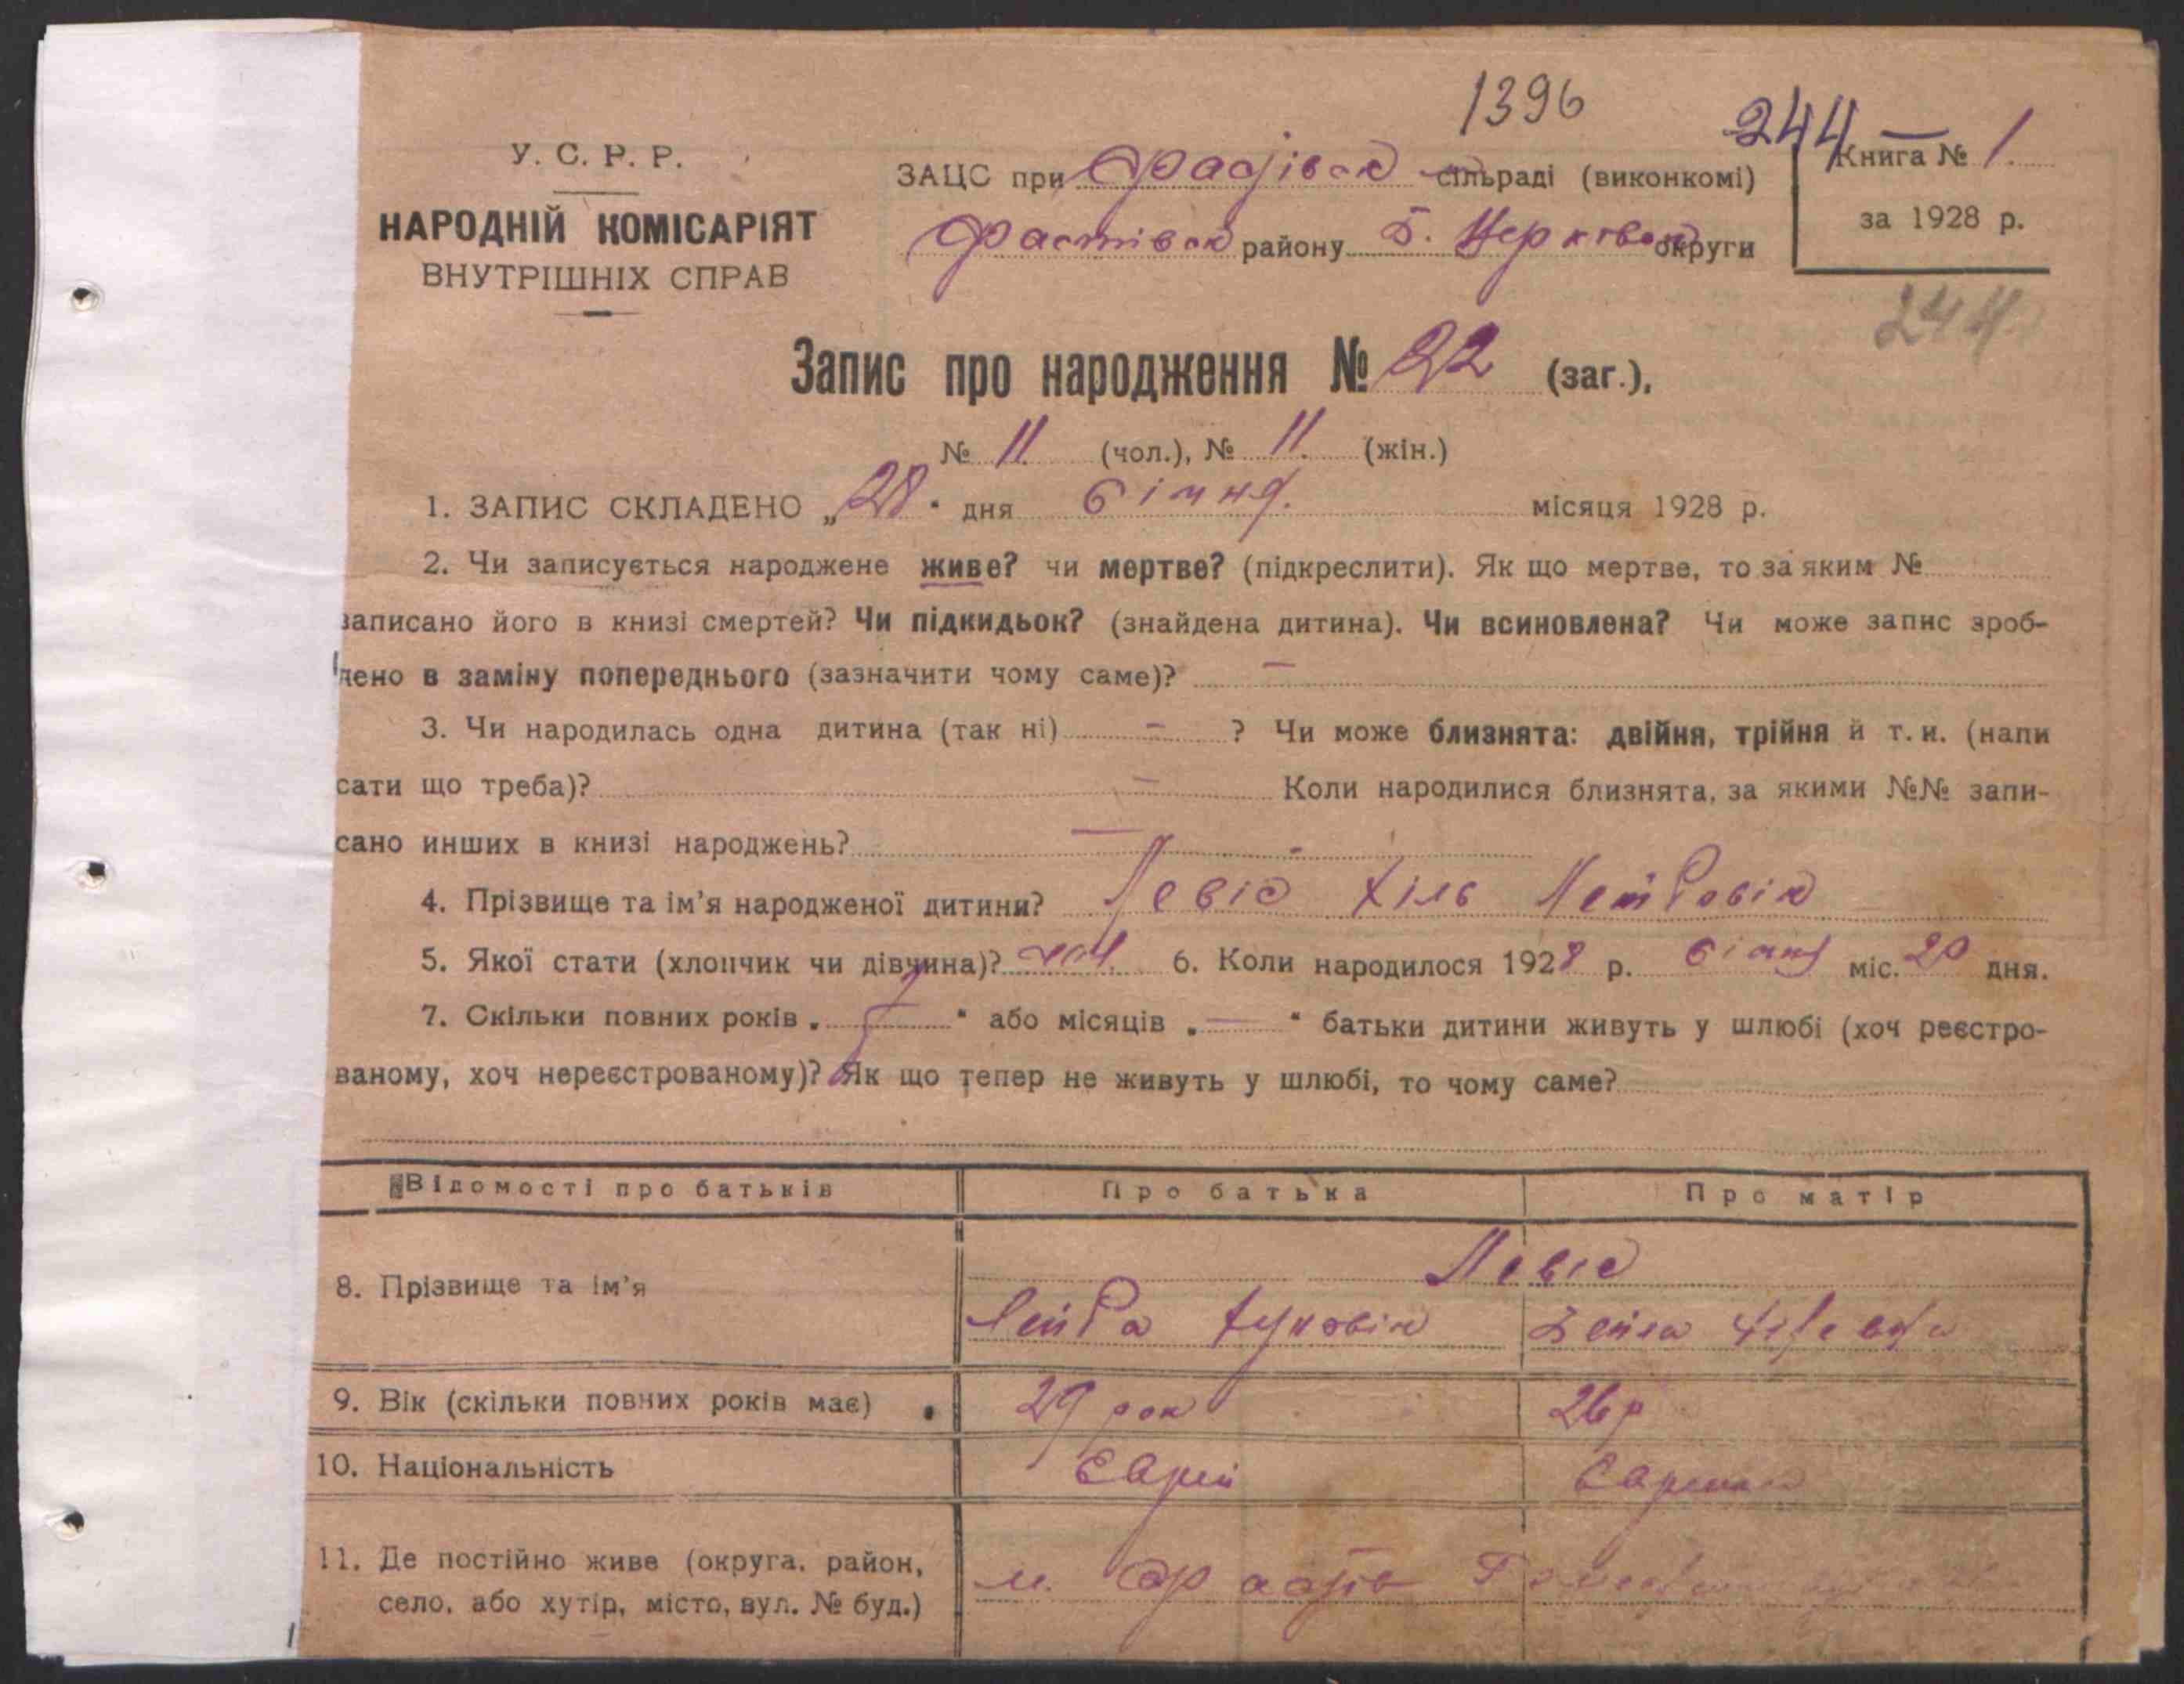 1396
244 —
У. С. Р. Р.
НАРОДНІЙ КОМІСАРІЯТ
ВНУТРІШНІХ СПРАВ
ЗАЦС при Фастівск сільраді (виконкомі)
Фастівск району Б. Церківск округи
Книга № 1.
за 1928 р.
244
Запис про народження № 22 (заг.),
№ 11. (чол.), № 11. (жін.)
1. ЗАПИС СКЛАДЕНО „28" дня січня. місяця 1928 р.
2. Чи записується народжене живе? чи мертве? (підкреслити). Як що мертве, то за яким №
записано його в книзі смертей? Чи підкидьок? (знайдена дитина). Чи всиновлена? Чи може запис зроб-
лено в заміну попереднього (зазначити чому саме)? —
3. Чи народилась одна дитина (так ні) — ? Чи може близнята: двійня, трійня й т. и. (напи
сати що треба)? — Коли народилися близнята, за якими №№ запи-
сано инших в книзі народжень? —
4. Прізвище та ім'я народженої дитини? Левіс Хіль Лейбовіч
5. Якої стати (хлопчик чи дівчина)? чол. 6. Коли народилося 1928 р. січня міс. 20 дня.
7. Скільки повних років „ 5 " або місяців „ — " батьки дитини живуть у шлюбі (хоч реєстро-
ваному, хоч нереєстрованому)? Як що тепер не живуть у шлюбі, то чому саме?
Відомості про батьків Про батька Про матір
8. Прізвище та ім'я Левіс
Лейба Зейла
9. Вік (скільки повних років має) 29 рок 26 р
10. Національність Єврей Єврейка
11. Де постійно живе (округа, район,
село, або хутір, місто, вул. № буд.) м. Фастів